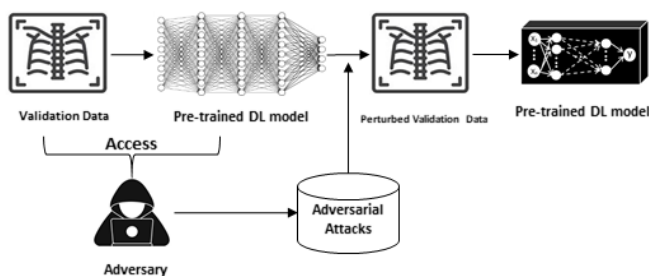 Validation Data
Pre-trained DL model
Perturbed Validation Data
Pre-trained DL model
Access
Adversarial
Attacks
Adversary